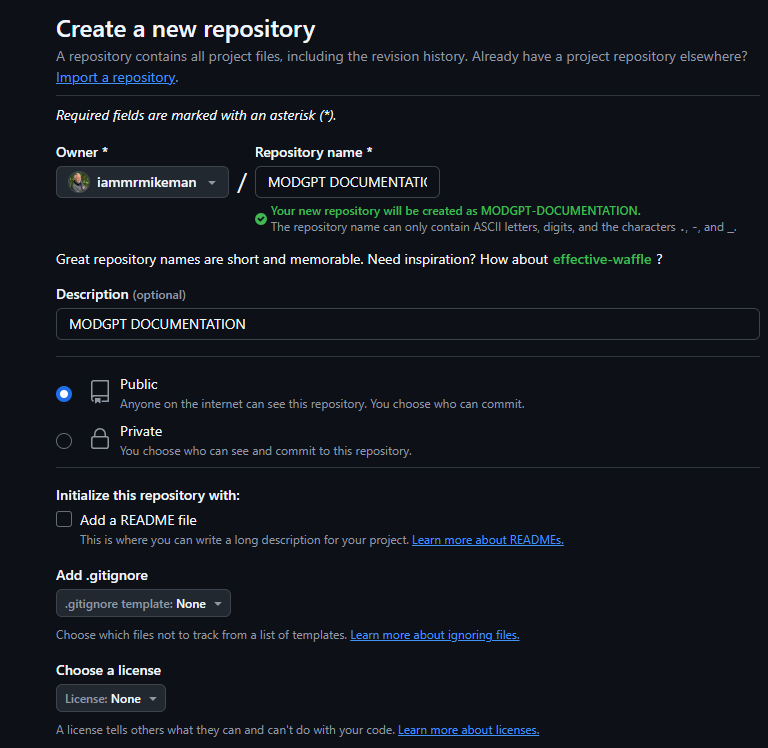 Create a new repository
A repository contains all project files, including the revision history. Already have a project repository elsewhere?
Import a repository.
Required fields are marked with an asterisk (*).
Owner *
Repository name *
iammrmikeman
/
MODGPT DOCUMENTATIC
Your new repository will be created as MODGPT-DOCUMENTATION.
The repository name can only contain ASCII letters, digits, and the characters ., -, and _.
Great repository names are short and memorable. Need inspiration? How about effective-waffle ?
Description (optional)
MODGPT DOCUMENTATION
Public
Anyone on the internet can see this repository. You choose who can commit.
Private
You choose who can see and commit to this repository.
Initialize this repository with:
Add a README file
This is where you can write a long description for your project. Learn more about READMEs.
Add .gitignore
.gitignore template: None
Choose which files not to track from a list of templates. Learn more about ignoring files.
Choose a license
License: None
A license tells others what they can and can't do with your code. Learn more about licenses.